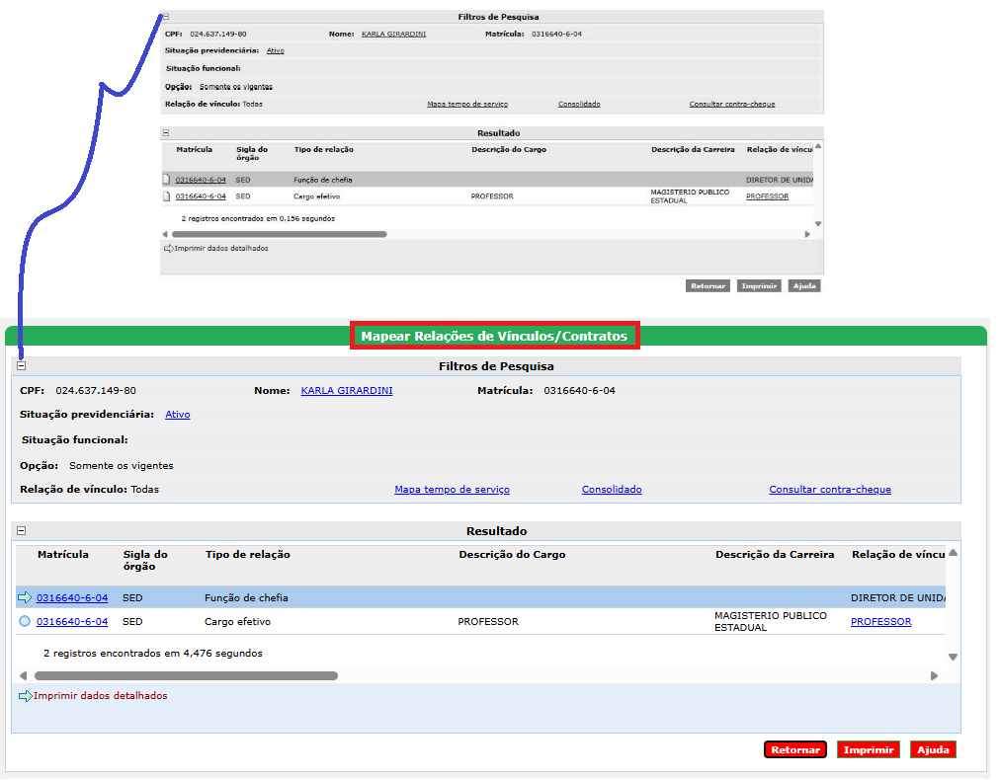 Filtros de Pesquisa
CPF: 024.637.149-80 Nome: KARLA GIRARDINI Matrícula: 0316640-6-04
Situação previdenciária: Ativo
Situação funcional:
Opção: Somente os vigentes
Relação de vínculo: Todas Mapa tempo de serviço Consolidado Consultar contra-cheque
Resultado
Matrícula Sigla do órgão Tipo de relação Descrição do Cargo Descrição da Carreira Relação de víncu
0316640-6-04 SED Função de chefia DIRETOR DE UNIDA
0316640-6-04 SED Cargo efetivo PROFESSOR MAGISTERIO PUBLICO ESTADUAL PROFESSOR
2 registros encontrados em 0,156 segundos
Imprimir dados detalhados
Retornar Imprimir Ajuda
Mapear Relações de Vínculos/Contratos
Filtros de Pesquisa
CPF: 024.637.149-80 Nome: KARLA GIRARDINI Matrícula: 0316640-6-04
Situação previdenciária: Ativo
Situação funcional:
Opção: Somente os vigentes
Relação de vínculo: Todas Mapa tempo de serviço Consolidado Consultar contra-cheque
Resultado
Matrícula Sigla do órgão Tipo de relação Descrição do Cargo Descrição da Carreira Relação de víncu
0316640-6-04 SED Função de chefia DIRETOR DE UNIDA
0316640-6-04 SED Cargo efetivo PROFESSOR MAGISTERIO PUBLICO ESTADUAL PROFESSOR
2 registros encontrados em 4,476 segundos
Imprimir dados detalhados
Retornar Imprimir Ajuda